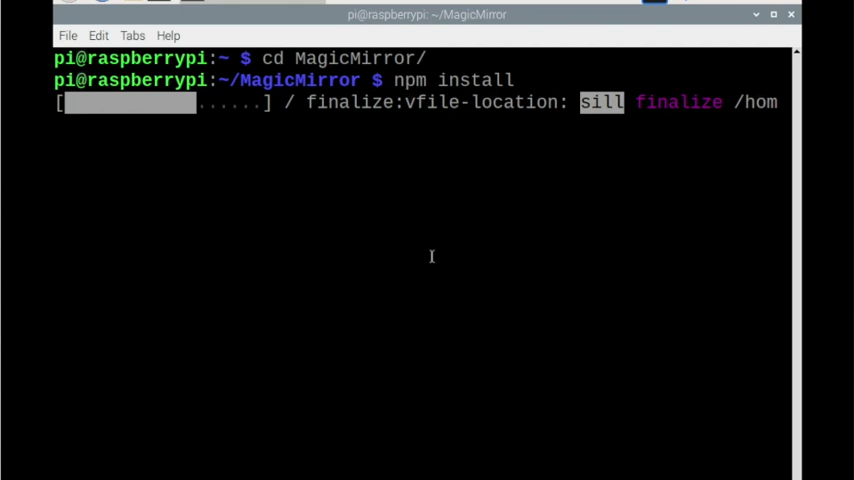 pi@raspberrypi: ~/MagicMirror
File Edit Tabs Help
pi@raspberrypi:~ $ cd MagicMirror/
pi@raspberrypi:~/MagicMirror $ npm install
[ ......] / finalize:vfile-location: sill finalize /hom